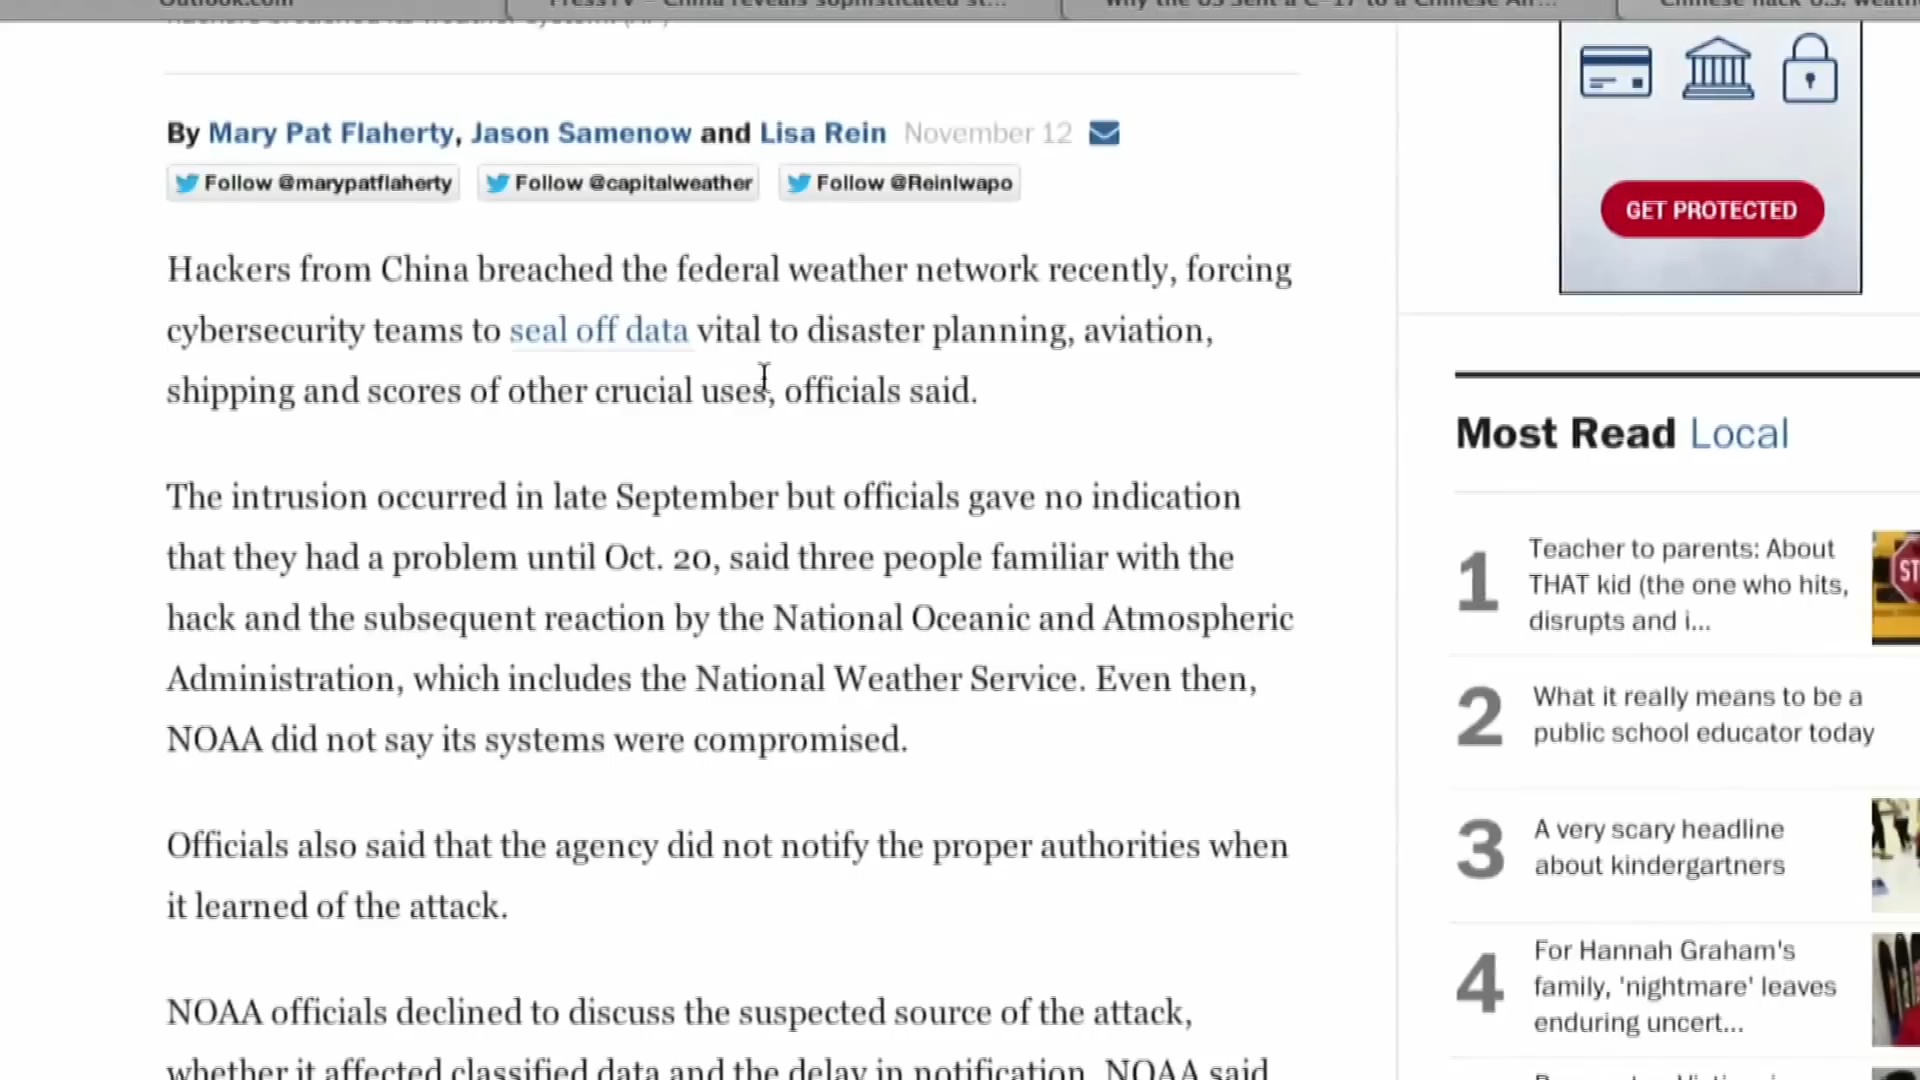 Outlook.com
PressTV – China reveals sophisticated st...
Why the US Sent a C-17 to a Chinese Air...
Chinese hack U.S. weath
By Mary Pat Flaherty, Jason Samenow and Lisa Rein November 12
Follow @marypatflaherty
Follow @capitalweather
Follow @Reinlwapo
Hackers from China breached the federal weather network recently, forcing
cybersecurity teams to seal off data vital to disaster planning, aviation,
shipping and scores of other crucial uses, officials said.
The intrusion occurred in late September but officials gave no indication
that they had a problem until Oct. 20, said three people familiar with the
hack and the subsequent reaction by the National Oceanic and Atmospheric
Administration, which includes the National Weather Service. Even then,
NOAA did not say its systems were compromised.
Officials also said that the agency did not notify the proper authorities when
it learned of the attack.
NOAA officials declined to discuss the suspected source of the attack,
whether it affected classified data and the delay in notification. NOAA said
GET PROTECTED
Most Read Local
1
Teacher to parents: About
THAT kid (the one who hits,
disrupts and i...
ST
2
What it really means to be a
public school educator today
3
A very scary headline
about kindergartners
4
For Hannah Graham's
family, 'nightmare' leaves
enduring uncert...